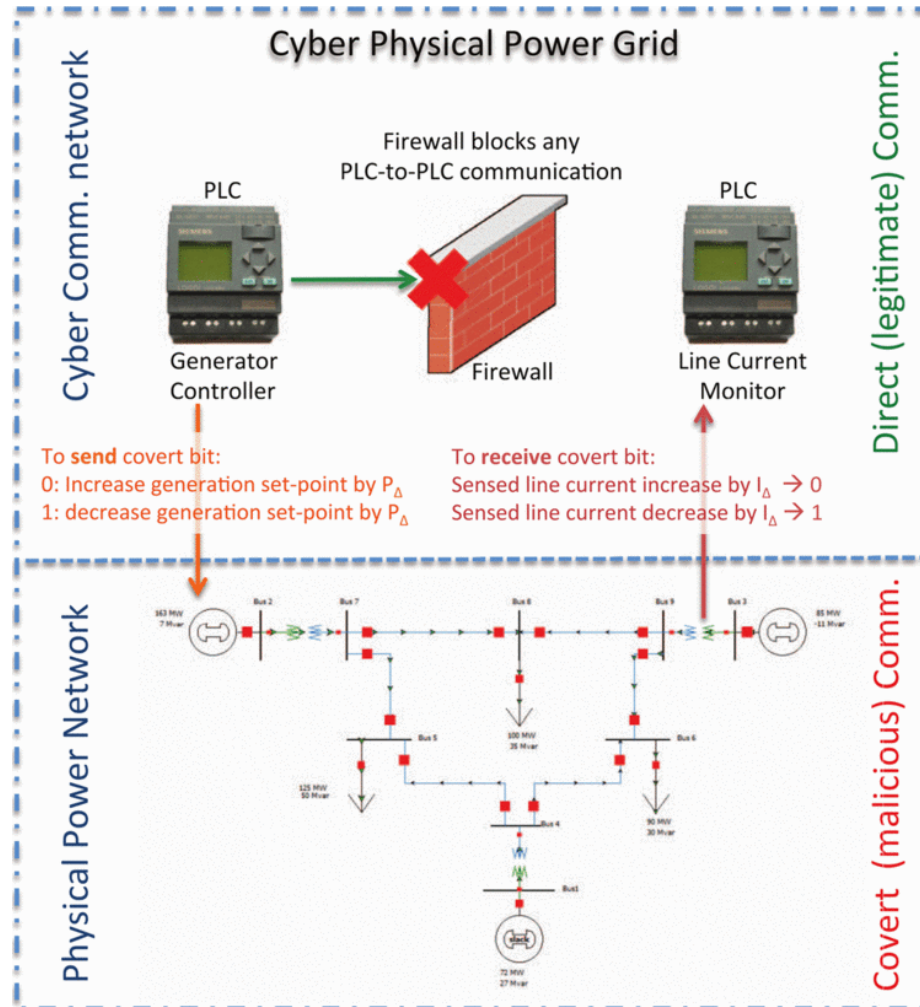 Cyber Physical Power Grid
Cyber Comm. network
Direct (legitimate) Comm.
Firewall blocks any
PLC-to-PLC communication
PLC
PLC
SIEMENS
SIEMENS
Generator
Controller
Firewall
Line Current
Monitor
To send covert bit:
0: Increase generation set-point by PΔ
1: decrease generation set-point by PΔ
To receive covert bit:
Sensed line current increase by IΔ → 0
Sensed line current decrease by IΔ → 1
Physical Power Network
Covert (malicious) Comm.
163 MW
7 Mvar
Bus 2
Bus 7
Bus 8
Bus 9
Bus 3
85 MW
-11 Mvar
100 MW
35 Mvar
Bus 5
Bus 6
125 MW
50 Mvar
90 MW
30 Mvar
Bus 4
Bus1
slack
72 MW
27 Mvar